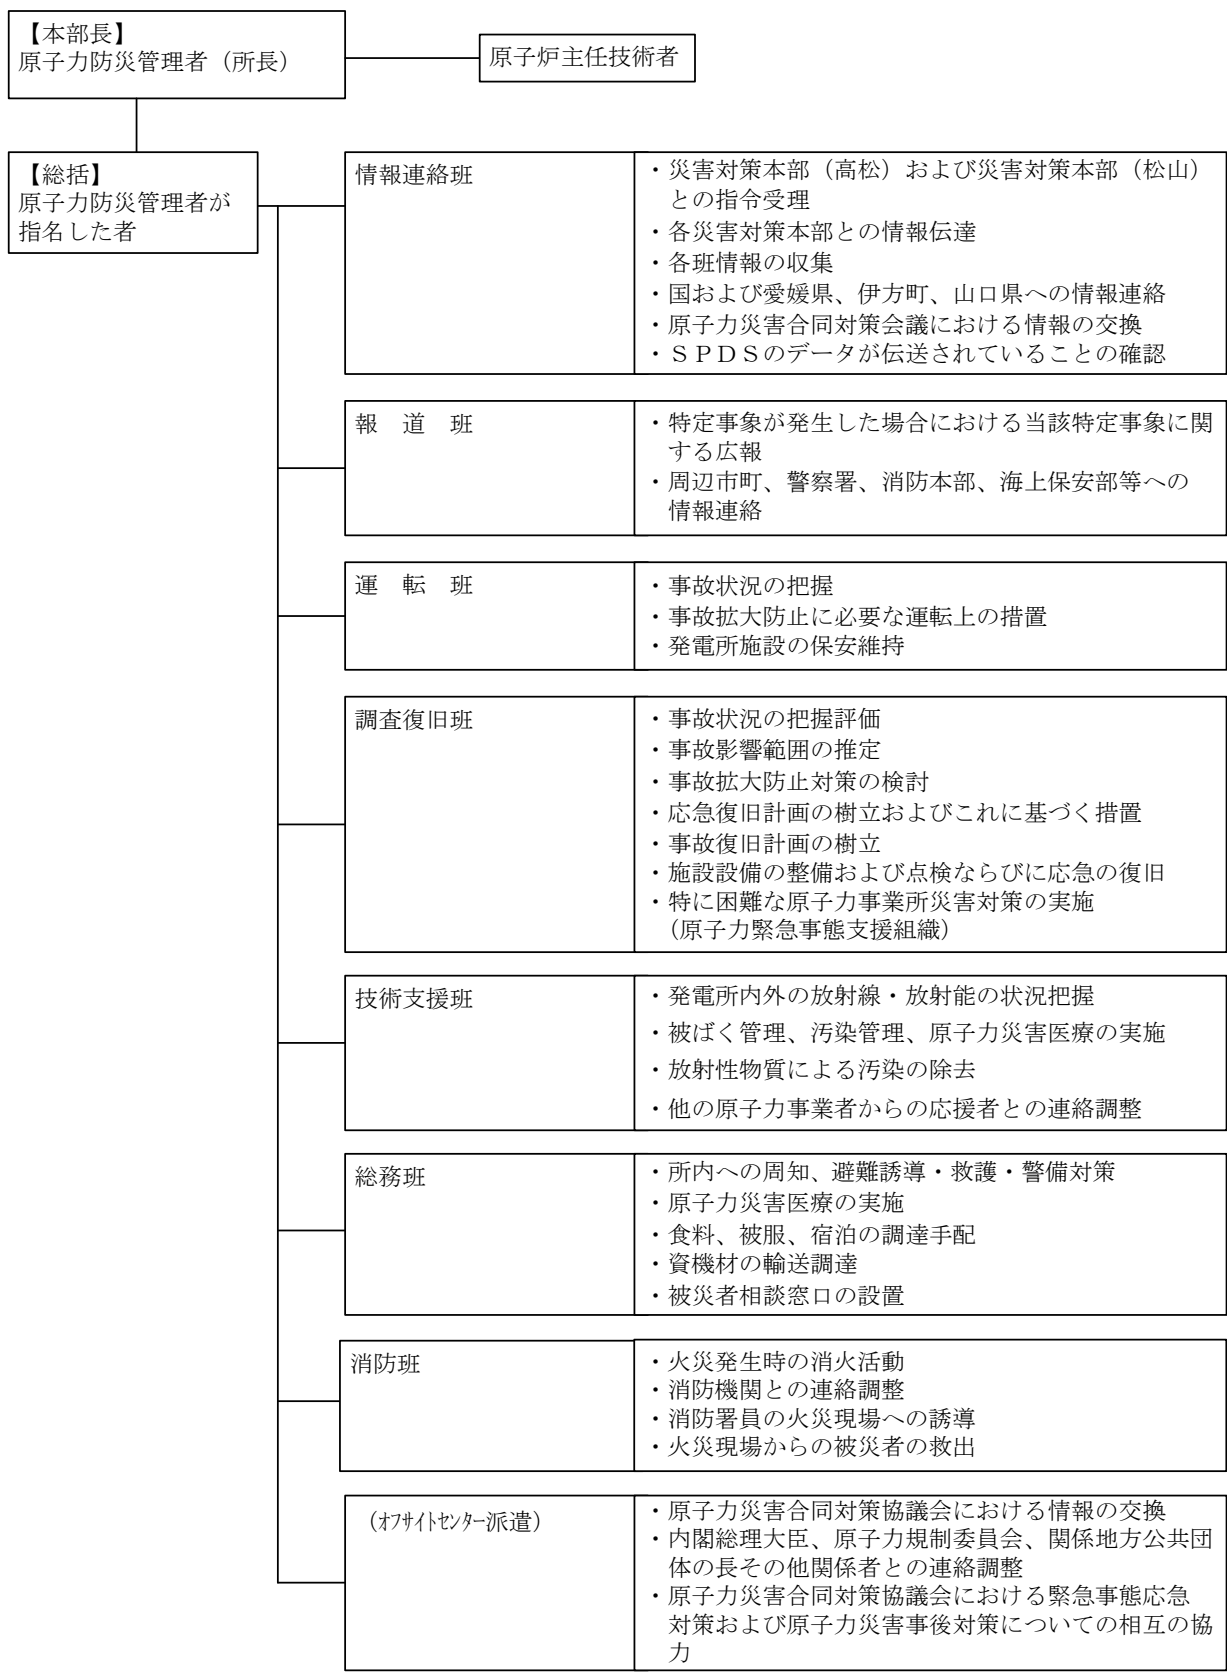 【本部長】
原子力防災管理者（所長）
原子炉主任技術者
【総括】
原子力防災管理者が
指名した者
情報連絡班
・災害対策本部（高松）および災害対策本部（松山）
との指令受理
・各災害対策本部との情報伝達
・各班情報の収集
・国および愛媛県、伊方町、山口県への情報連絡
・原子力災害合同対策会議における情報の交換
・ＳＰＤＳのデータが伝送されていることの確認
報　道　班
・特定事象が発生した場合における当該特定事象に関
する広報
・周辺市町、警察署、消防本部、海上保安部等への
情報連絡
運　転　班
・事故状況の把握
・事故拡大防止に必要な運転上の措置
・発電所施設の保安維持
調査復旧班
・事故状況の把握評価
・事故影響範囲の推定
・事故拡大防止対策の検討
・応急復旧計画の樹立およびこれに基づく措置
・事故復旧計画の樹立
・施設設備の整備および点検ならびに応急の復旧
・特に困難な原子力事業所災害対策の実施
（原子力緊急事態支援組織）
技術支援班
・発電所内外の放射線・放射能の状況把握
・被ばく管理、汚染管理、原子力災害医療の実施
・放射性物質による汚染の除去
・他の原子力事業者からの応援者との連絡調整
総務班
・所内への周知、避難誘導・救護・警備対策
・原子力災害医療の実施
・食料、被服、宿泊の調達手配
・資機材の輸送調達
・被災者相談窓口の設置
消防班
・火災発生時の消火活動
・消防機関との連絡調整
・消防署員の火災現場への誘導
・火災現場からの被災者の救出
（ｵﾌｻｲﾄｾﾝﾀｰ派遣）
・原子力災害合同対策協議会における情報の交換
・内閣総理大臣、原子力規制委員会、関係地方公共団
体の長その他関係者との連絡調整
・原子力災害合同対策協議会における緊急事態応急
対策および原子力災害事後対策についての相互の協
力